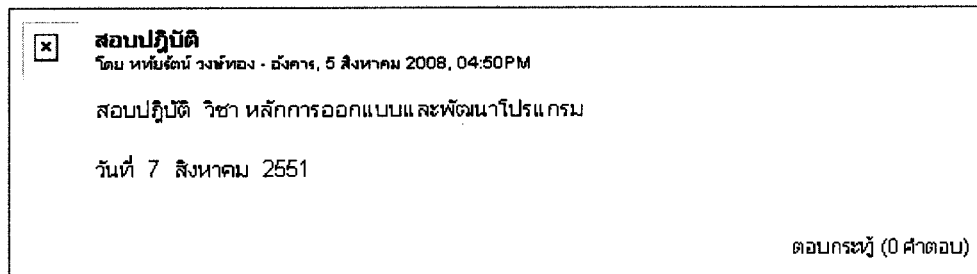 สอบปฎิบัติ
โดย หทัยรัตน์ วงษ์ทอง - อังคาร, 5 สิงหาคม 2008, 04:50PM
สอบปฎิบัติ วิชา หลักการออกแบบและพัฒนาโปรแกรม
วันที่ 7 สิงหาคม 2551
ตอบกระทู้ (0 คำตอบ)